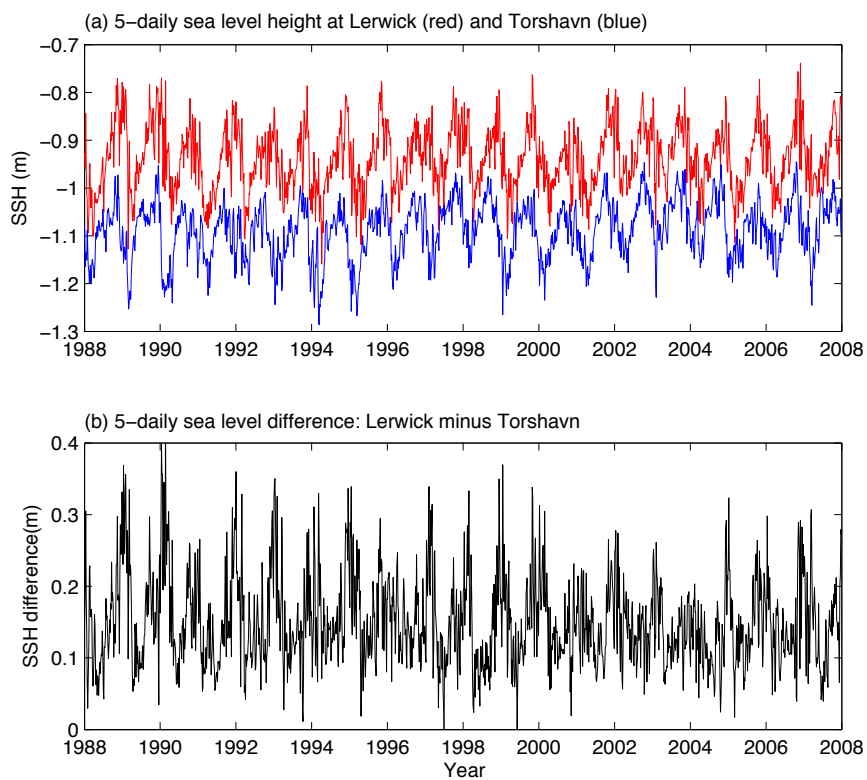 (a) 5−daily sea level height at Lerwick (red) and Torshavn (blue)
−0.7
−0.8
−0.9
−1
−1.1
−1.2
−1.3
SSH (m)
1988 1990 1992 1994 1996 1998 2000 2002 2004 2006 2008
(b) 5−daily sea level difference: Lerwick minus Torshavn
0.4
0.3
0.2
0.1
0
SSH difference(m)
1988 1990 1992 1994 1996 1998 2000 2002 2004 2006 2008
Year